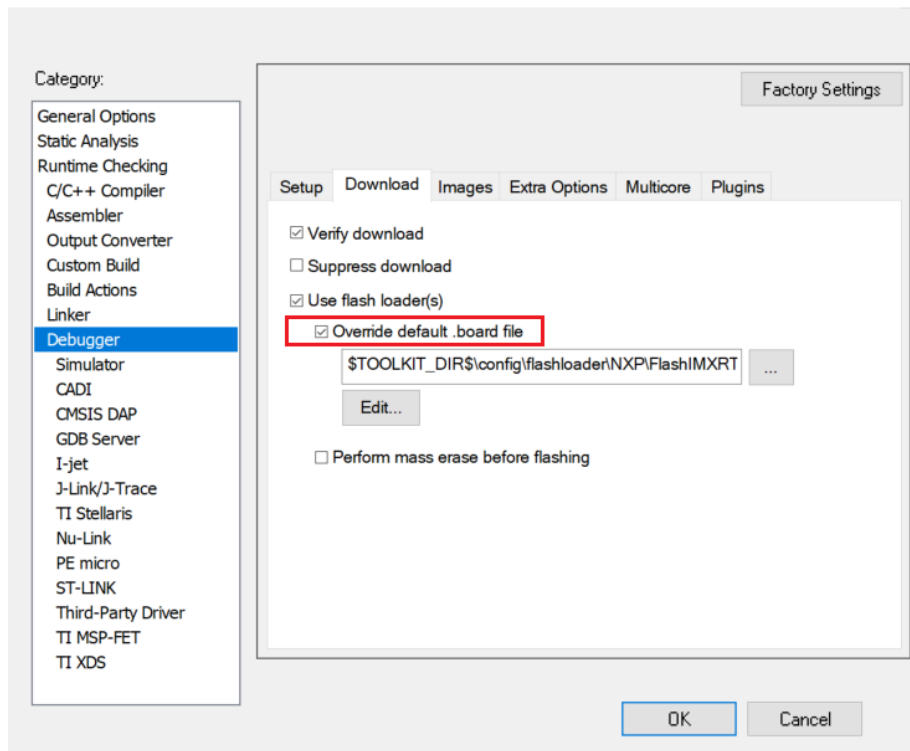 Category:
General Options
Static Analysis
Runtime Checking
C/C++ Compiler
Assembler
Output Converter
Custom Build
Build Actions
Linker
Debugger
Simulator
CADI
CMSIS DAP
GDB Server
I-jet
J-Link/J-Trace
TI Stellaris
Nu-Link
PE micro
ST-LINK
Third-Party Driver
TI MSP-FET
TI XDS
Factory Settings
Setup Download Images Extra Options Multicore Plugins
Verify download
Suppress download
Use flash loader(s)
Override default .board file
$TOOLKIT_DIR$\config\flashloader\NXP\FlashIMXRT
...
Edit...
Perform mass erase before flashing
OK Cancel